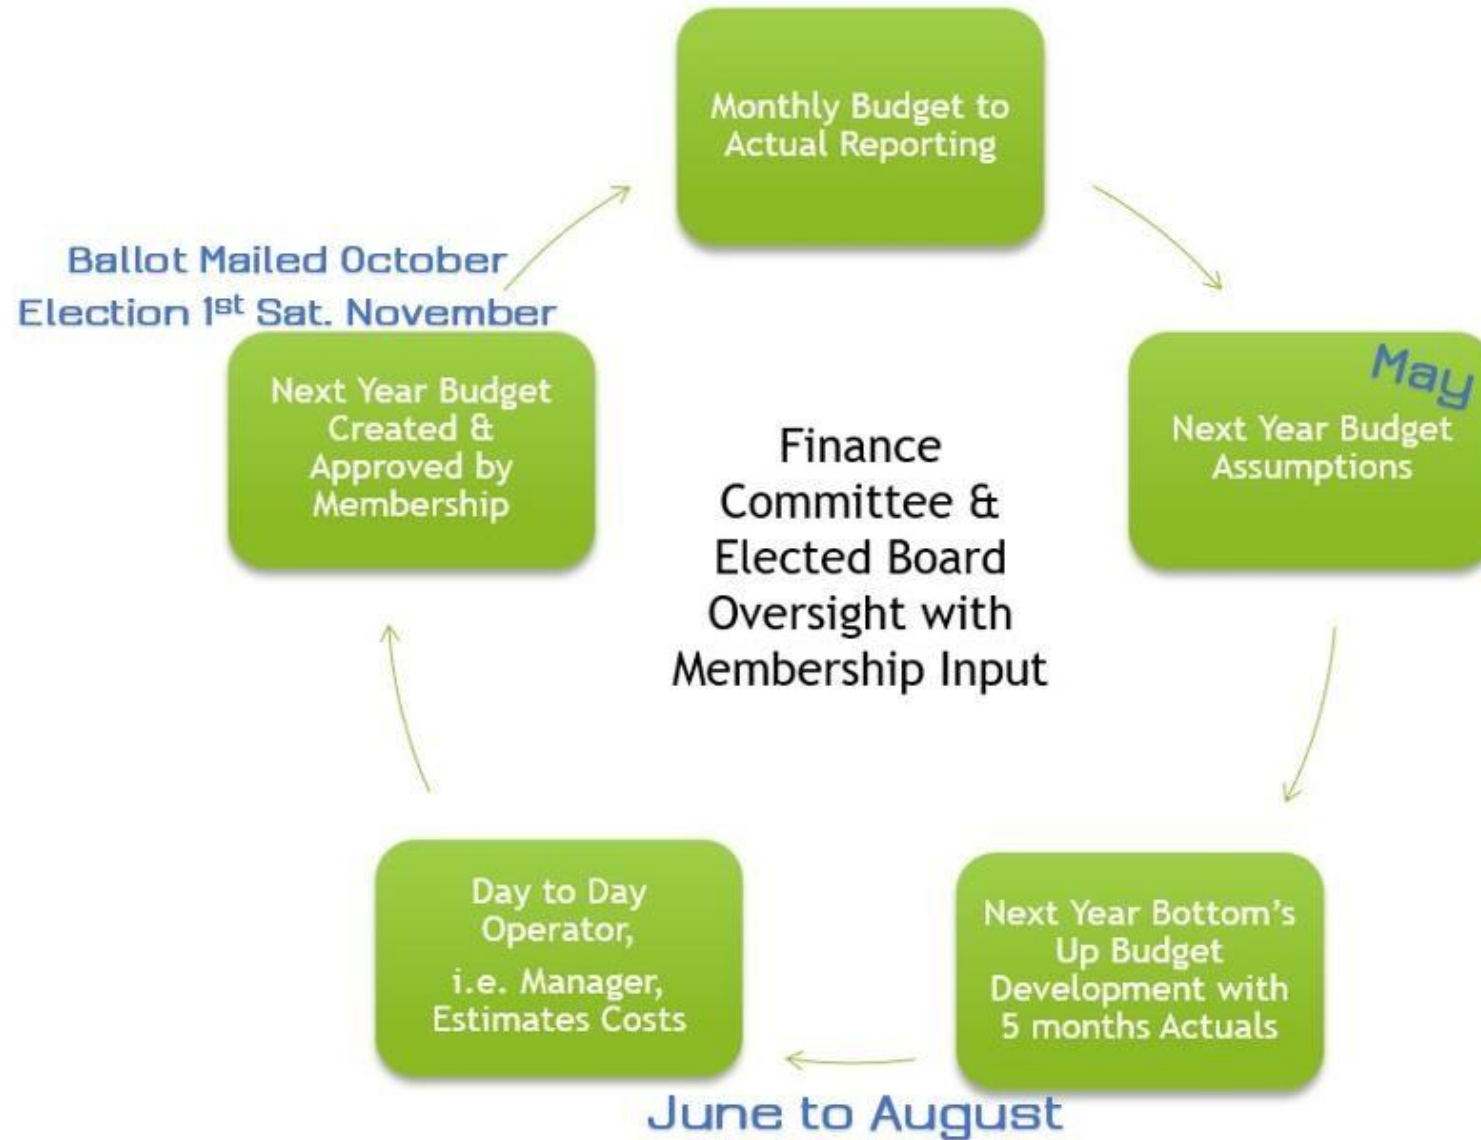 Monthly Budget to
Actual Reporting
Ballot Mailed October
Election 1st Sat. November
May
Next Year Budget
Assumptions
Next Year Budget
Created &
Approved by
Membership
Finance
Committee &
Elected Board
Oversight with
Membership Input
Next Year Bottom’s
Up Budget
Development with
5 months Actuals
Day to Day
Operator,
i.e. Manager,
Estimates Costs
June to August